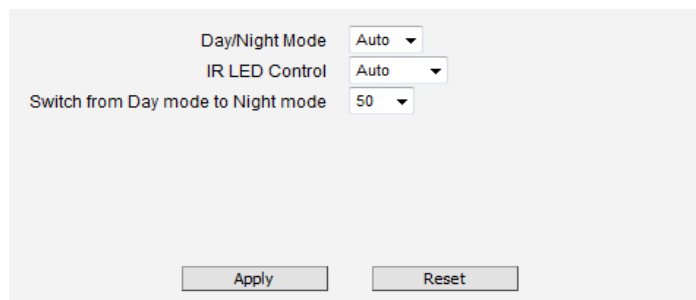 Day/Night Mode Auto
IR LED Control Auto
Switch from Day mode to Night mode 50
Apply Reset